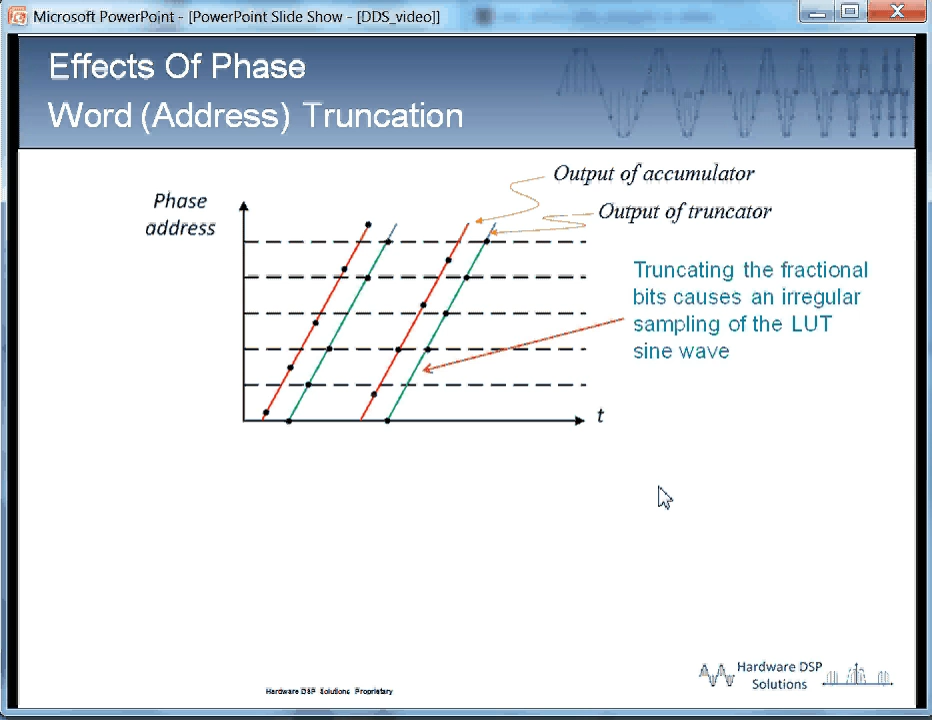 Microsoft PowerPoint - [PowerPoint Slide Show - [DDS_video]]
Effects Of Phase
Word (Address) Truncation
Phase
address
Output of accumulator
Output of truncator
Truncating the fractional
bits causes an irregular
sampling of the LUT
sine wave
t
Hardware DSP Solutions Proprietary
Hardware DSP
Solutions